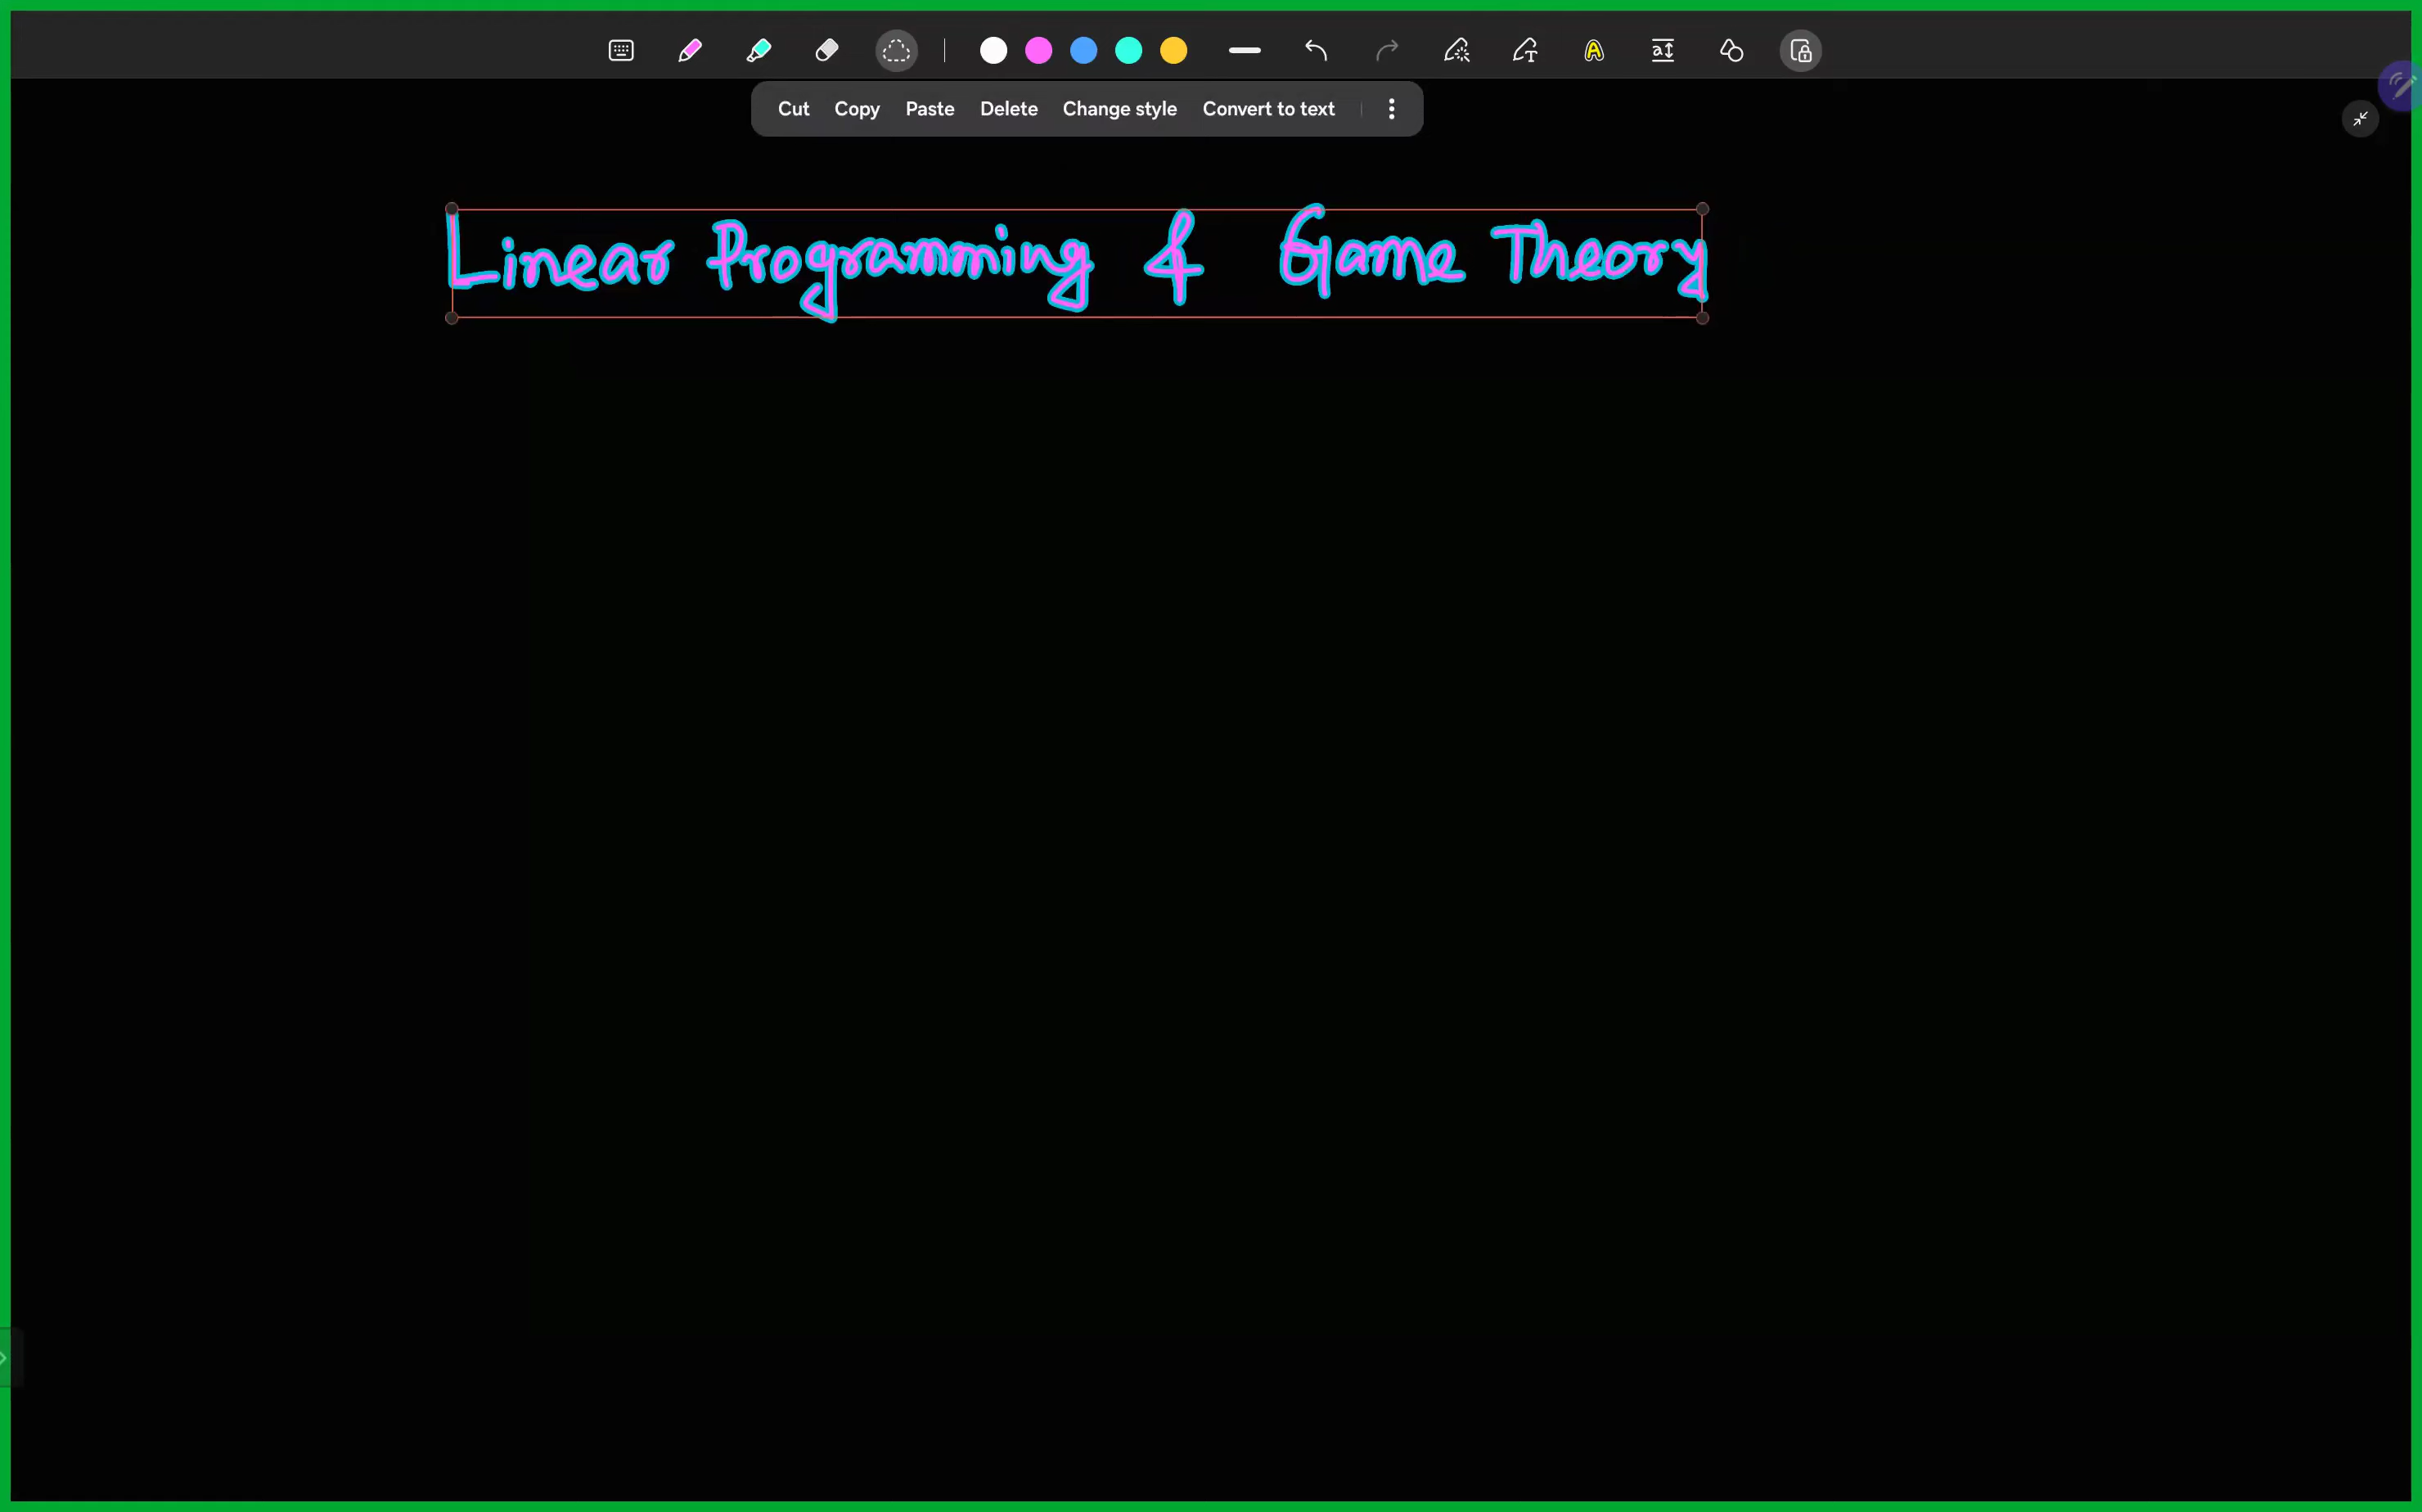 Cut Copy Paste Delete Change style Convert to text
Linear Programming & Game Theory